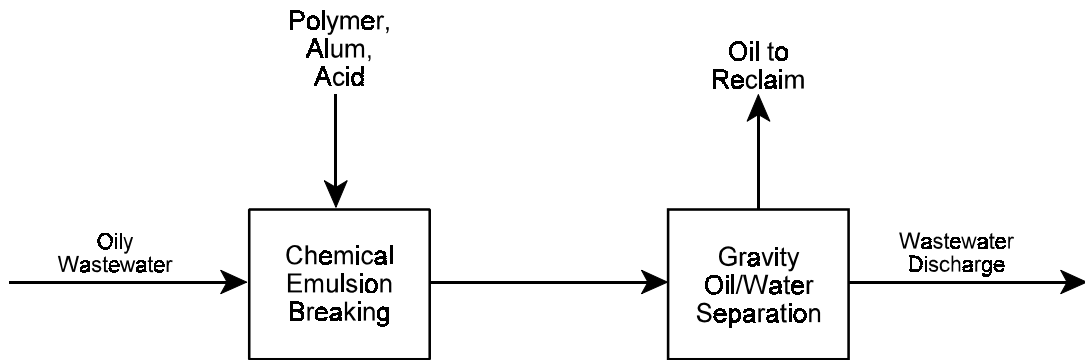 Polymer,
Alum,
Acid
Oil to
Reclaim
Oily
Wastewater
Chemical
Emulsion
Breaking
Gravity
Oil/Water
Separation
Wastewater
Discharge